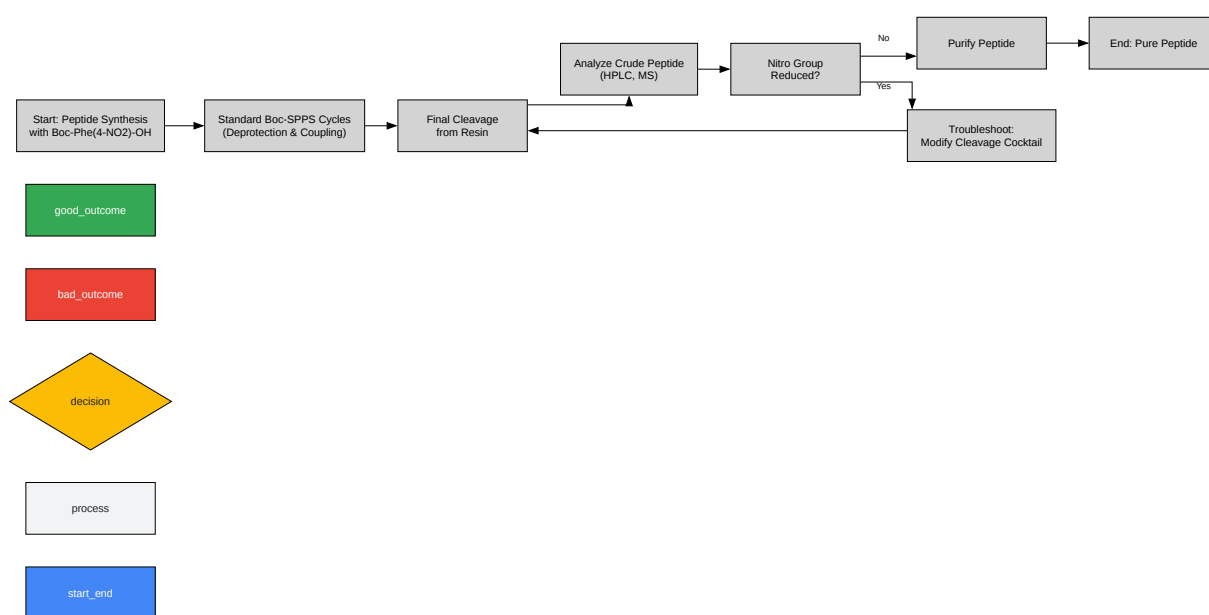 Start: Peptide Synthesis
with Boc-Phe(4-NO2)-OH
Standard Boc-SPPS Cycles
(Deprotection & Coupling)
Final Cleavage
from Resin
Analyze Crude Peptide
(HPLC, MS)
Nitro Group
Reduced?
No
Yes
Purify Peptide
End: Pure Peptide
Troubleshoot:
Modify Cleavage Cocktail
good_outcome
bad_outcome
decision
process
start_end